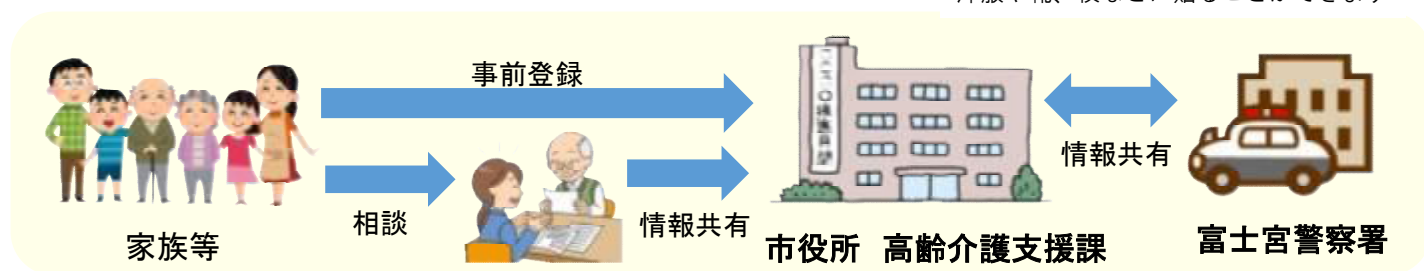 事前登録
情報共有
相談
情報共有
家族等
市役所 高齢介護支援課
富士宮警察署